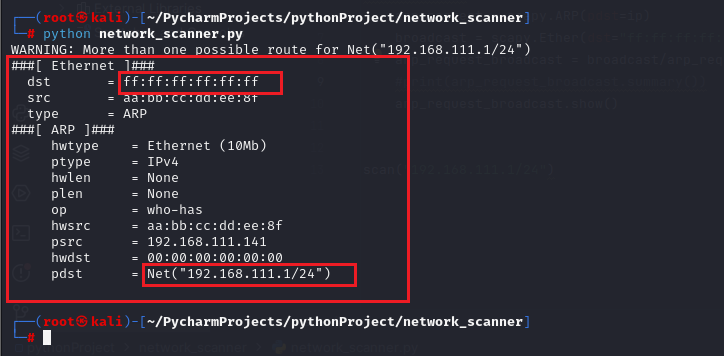 (root㉿kali)-[~/PycharmProjects/pythonProject/network_scanner]
# python network_scanner.py
WARNING: More than one possible route for Net("192.168.111.1/24")
###[ Ethernet ]###
dst = ff:ff:ff:ff:ff:ff
src = aa:bb:cc:dd:ee:8f
type = ARP
###[ ARP ]###
hwtype = Ethernet (10Mb)
ptype = IPv4
hwlen = None
plen = None
op = who-has
hwsrc = aa:bb:cc:dd:ee:8f
psrc = 192.168.111.141
hwdst = 00:00:00:00:00:00
pdst = Net("192.168.111.1/24")
(root㉿kali)-[~/PycharmProjects/pythonProject/network_scanner]
#